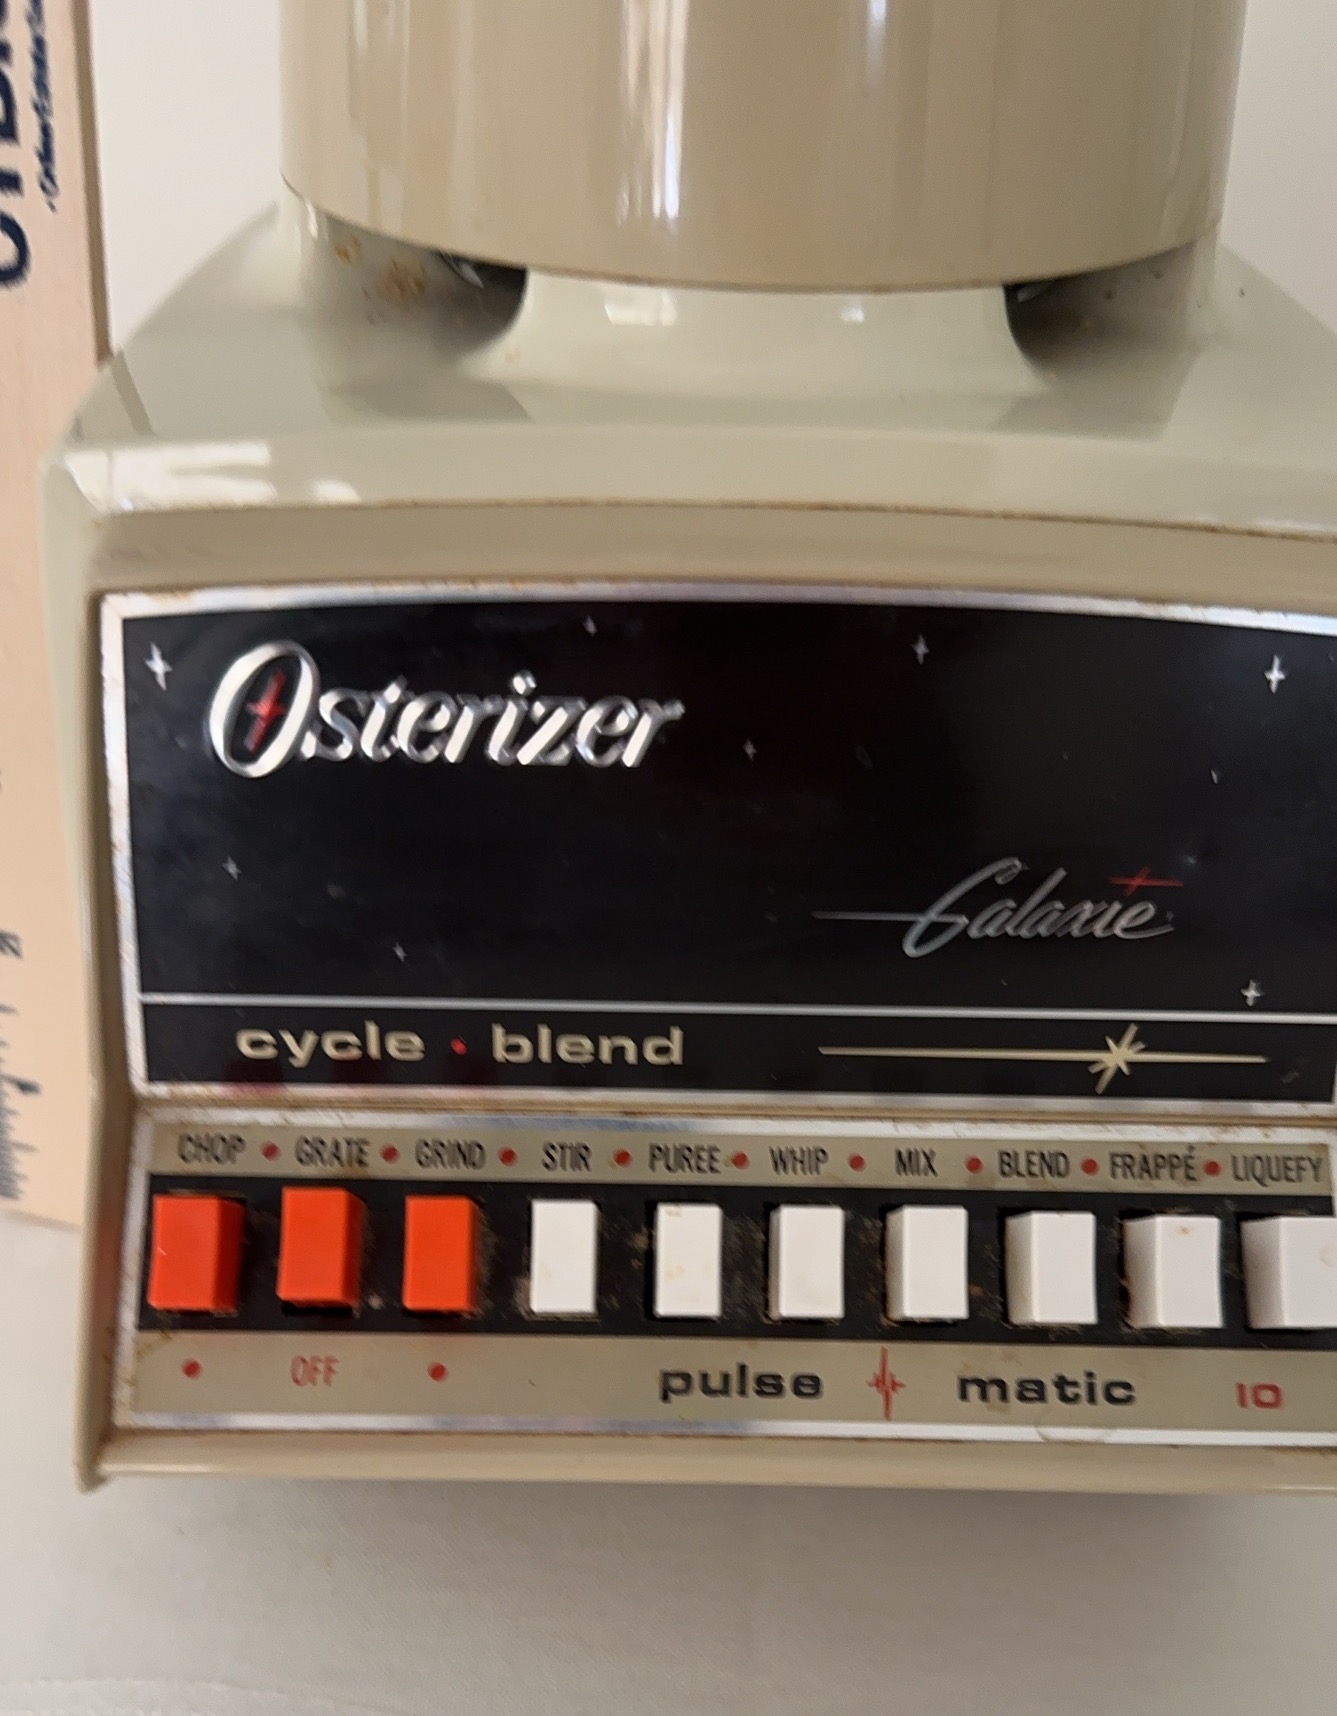 Osterizer
Galaxie
cycle • blend
CHOP • GRATE • GRIND • STIR • PUREE • WHIP • MIX • BLEND • FRAPPÉ • LIQUEFY
• OFF • pulse matic 10